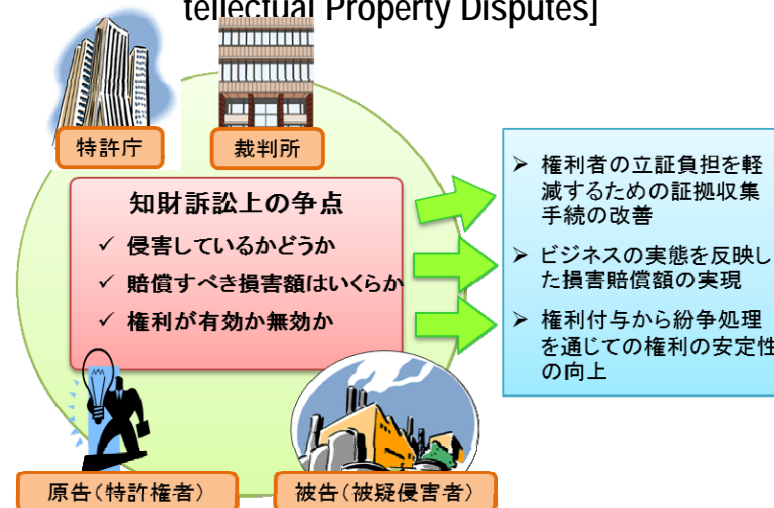 tellectual Property Disputes]
特許庁
裁判所
知財訴訟上の争点
✓ 侵害しているかどうか
✓ 賠償すべき損害額はいくらか
✓ 権利が有効か無効か
➢ 権利者の立証負担を軽
減するための証拠収集
手続の改善
➢ ビジネスの実態を反映し
た損害賠償額の実現
➢ 権利付与から紛争処理
を通じての権利の安定性
の向上
原告(特許権者)
被告(被疑侵害者)